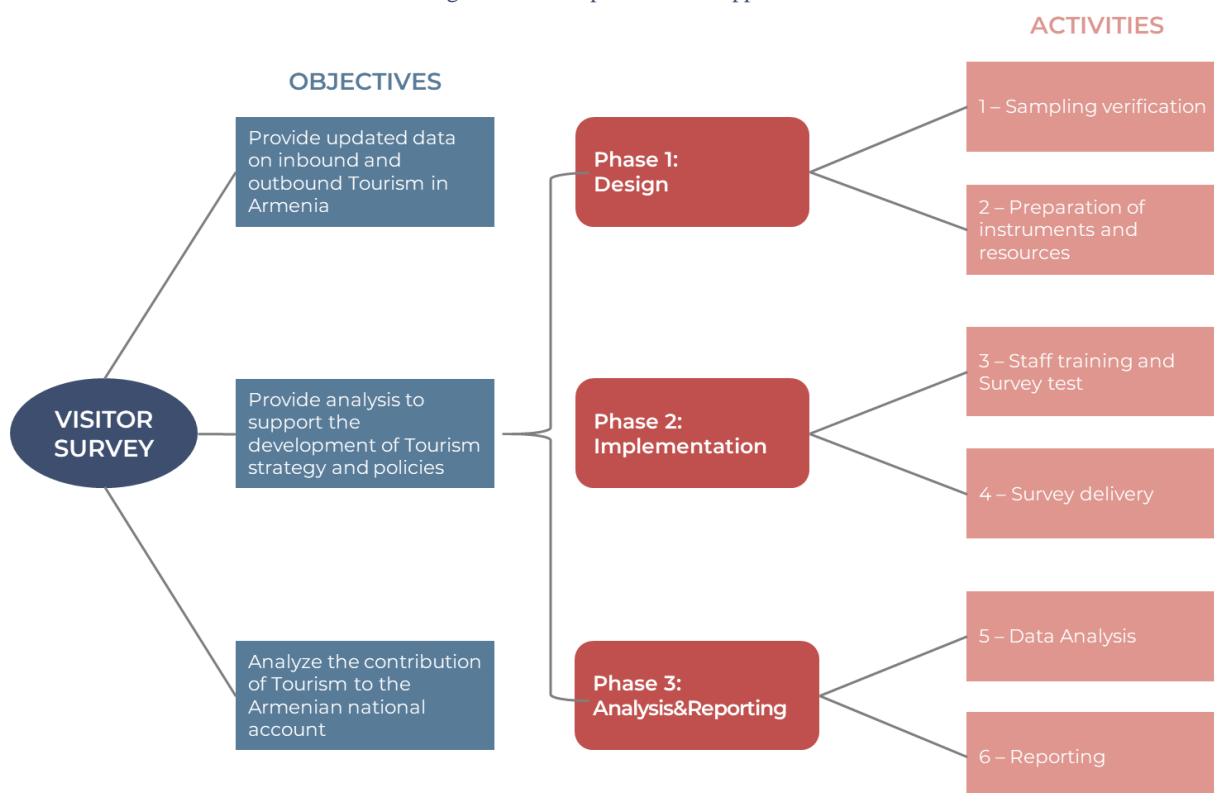 ACTIVITIES
OBJECTIVES
VISITOR
SURVEY
Provide updated data
on inbound and
outbound Tourism in
Armenia
Provide analysis to
support the
development of Tourism
strategy and policies
Analyze the contribution
of Tourism to the
Armenian national
account
Phase 1:
Design
Phase 2:
Implementation
Phase 3:
Analysis&Reporting
1 – Sampling verification
2 – Preparation of
instruments and
resources
3 – Staff training and
Survey test
4 – Survey delivery
5 – Data Analysis
6 – Reporting